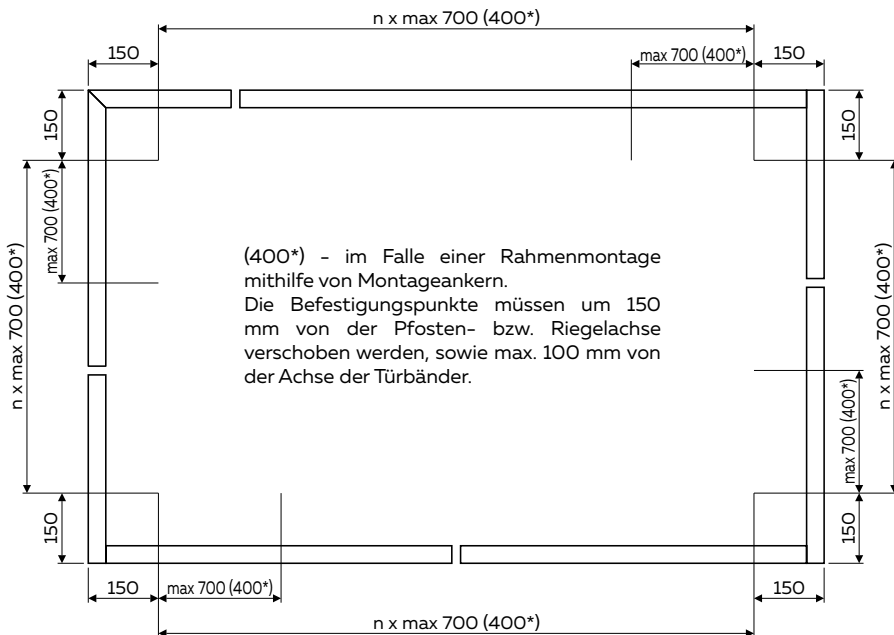 n x max 700 (400*)
150
max 700 (400*)
150
150
150
max 700 (400*)
n x max 700 (400*)
n x max 700 (400*)
(400*) - im Falle einer Rahmenmontage
mithilfe von Montageankern.
Die Befestigungspunkte müssen um 150
mm von der Pfosten- bzw. Riegelachse
verschoben werden, sowie max. 100 mm von
der Achse der Türbänder.
max 700 (400*)
150
150
150
max 700 (400*)
150
n x max 700 (400*)